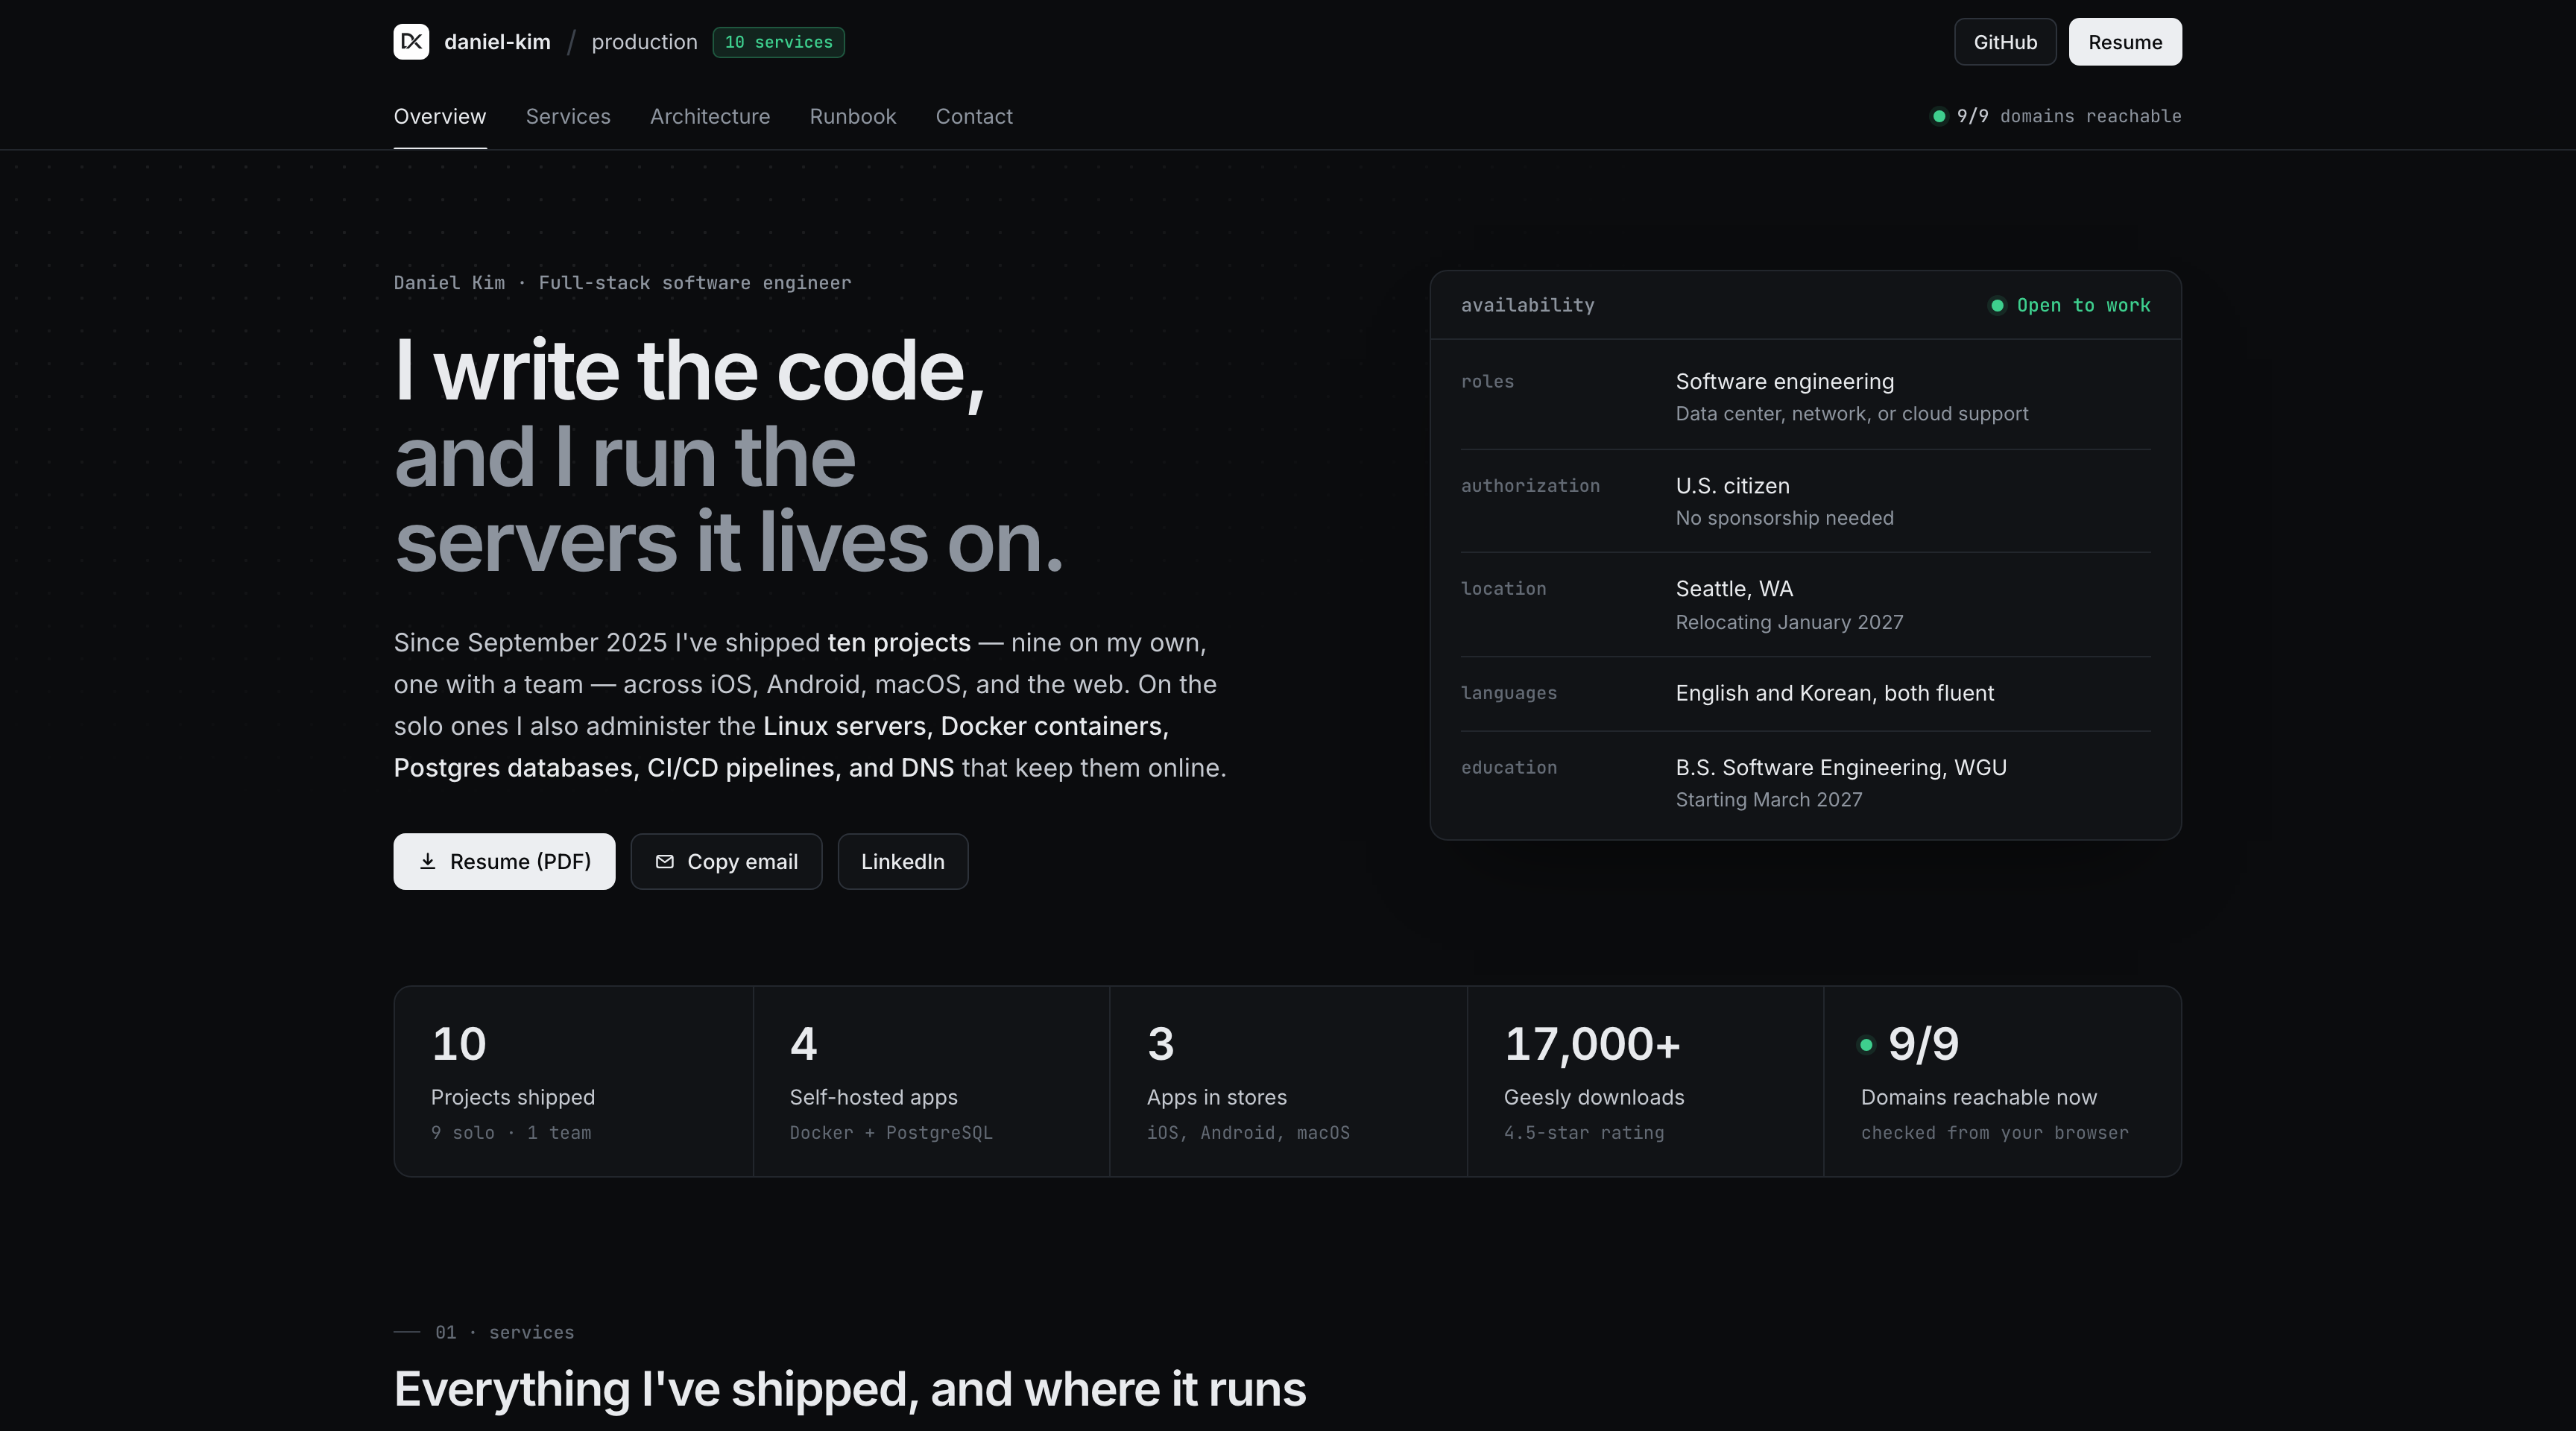 DK daniel-kim / production 10 services
GitHub Resume
Overview Services Architecture Runbook Contact
9/9 domains reachable
Daniel Kim · Full-stack software engineer
I write the code,
and I run the
servers it lives on.
Since September 2025 I've shipped ten projects — nine on my own,
one with a team — across iOS, Android, macOS, and the web. On the
solo ones I also administer the Linux servers, Docker containers,
Postgres databases, CI/CD pipelines, and DNS that keep them online.
Resume (PDF) Copy email LinkedIn
availability Open to work
roles Software engineering
Data center, network, or cloud support
authorization U.S. citizen
No sponsorship needed
location Seattle, WA
Relocating January 2027
languages English and Korean, both fluent
education B.S. Software Engineering, WGU
Starting March 2027
10
Projects shipped
9 solo · 1 team
4
Self-hosted apps
Docker + PostgreSQL
3
Apps in stores
iOS, Android, macOS
17,000+
Geesly downloads
4.5-star rating
9/9
Domains reachable now
checked from your browser
01 · services
Everything I've shipped, and where it runs